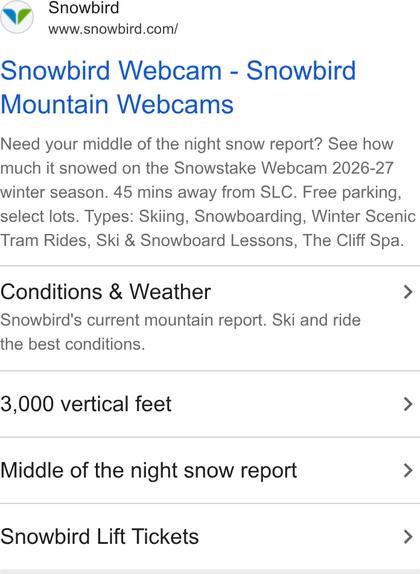 Snowbird
www.snowbird.com/
Snowbird Webcam - Snowbird
Mountain Webcams
Need your middle of the night snow report? See how
much it snowed on the Snowstake Webcam 2026-27
winter season. 45 mins away from SLC. Free parking,
select lots. Types: Skiing, Snowboarding, Winter Scenic
Tram Rides, Ski & Snowboard Lessons, The Cliff Spa.
Conditions & Weather
Snowbird's current mountain report. Ski and ride
the best conditions.
3,000 vertical feet
Middle of the night snow report
Snowbird Lift Tickets